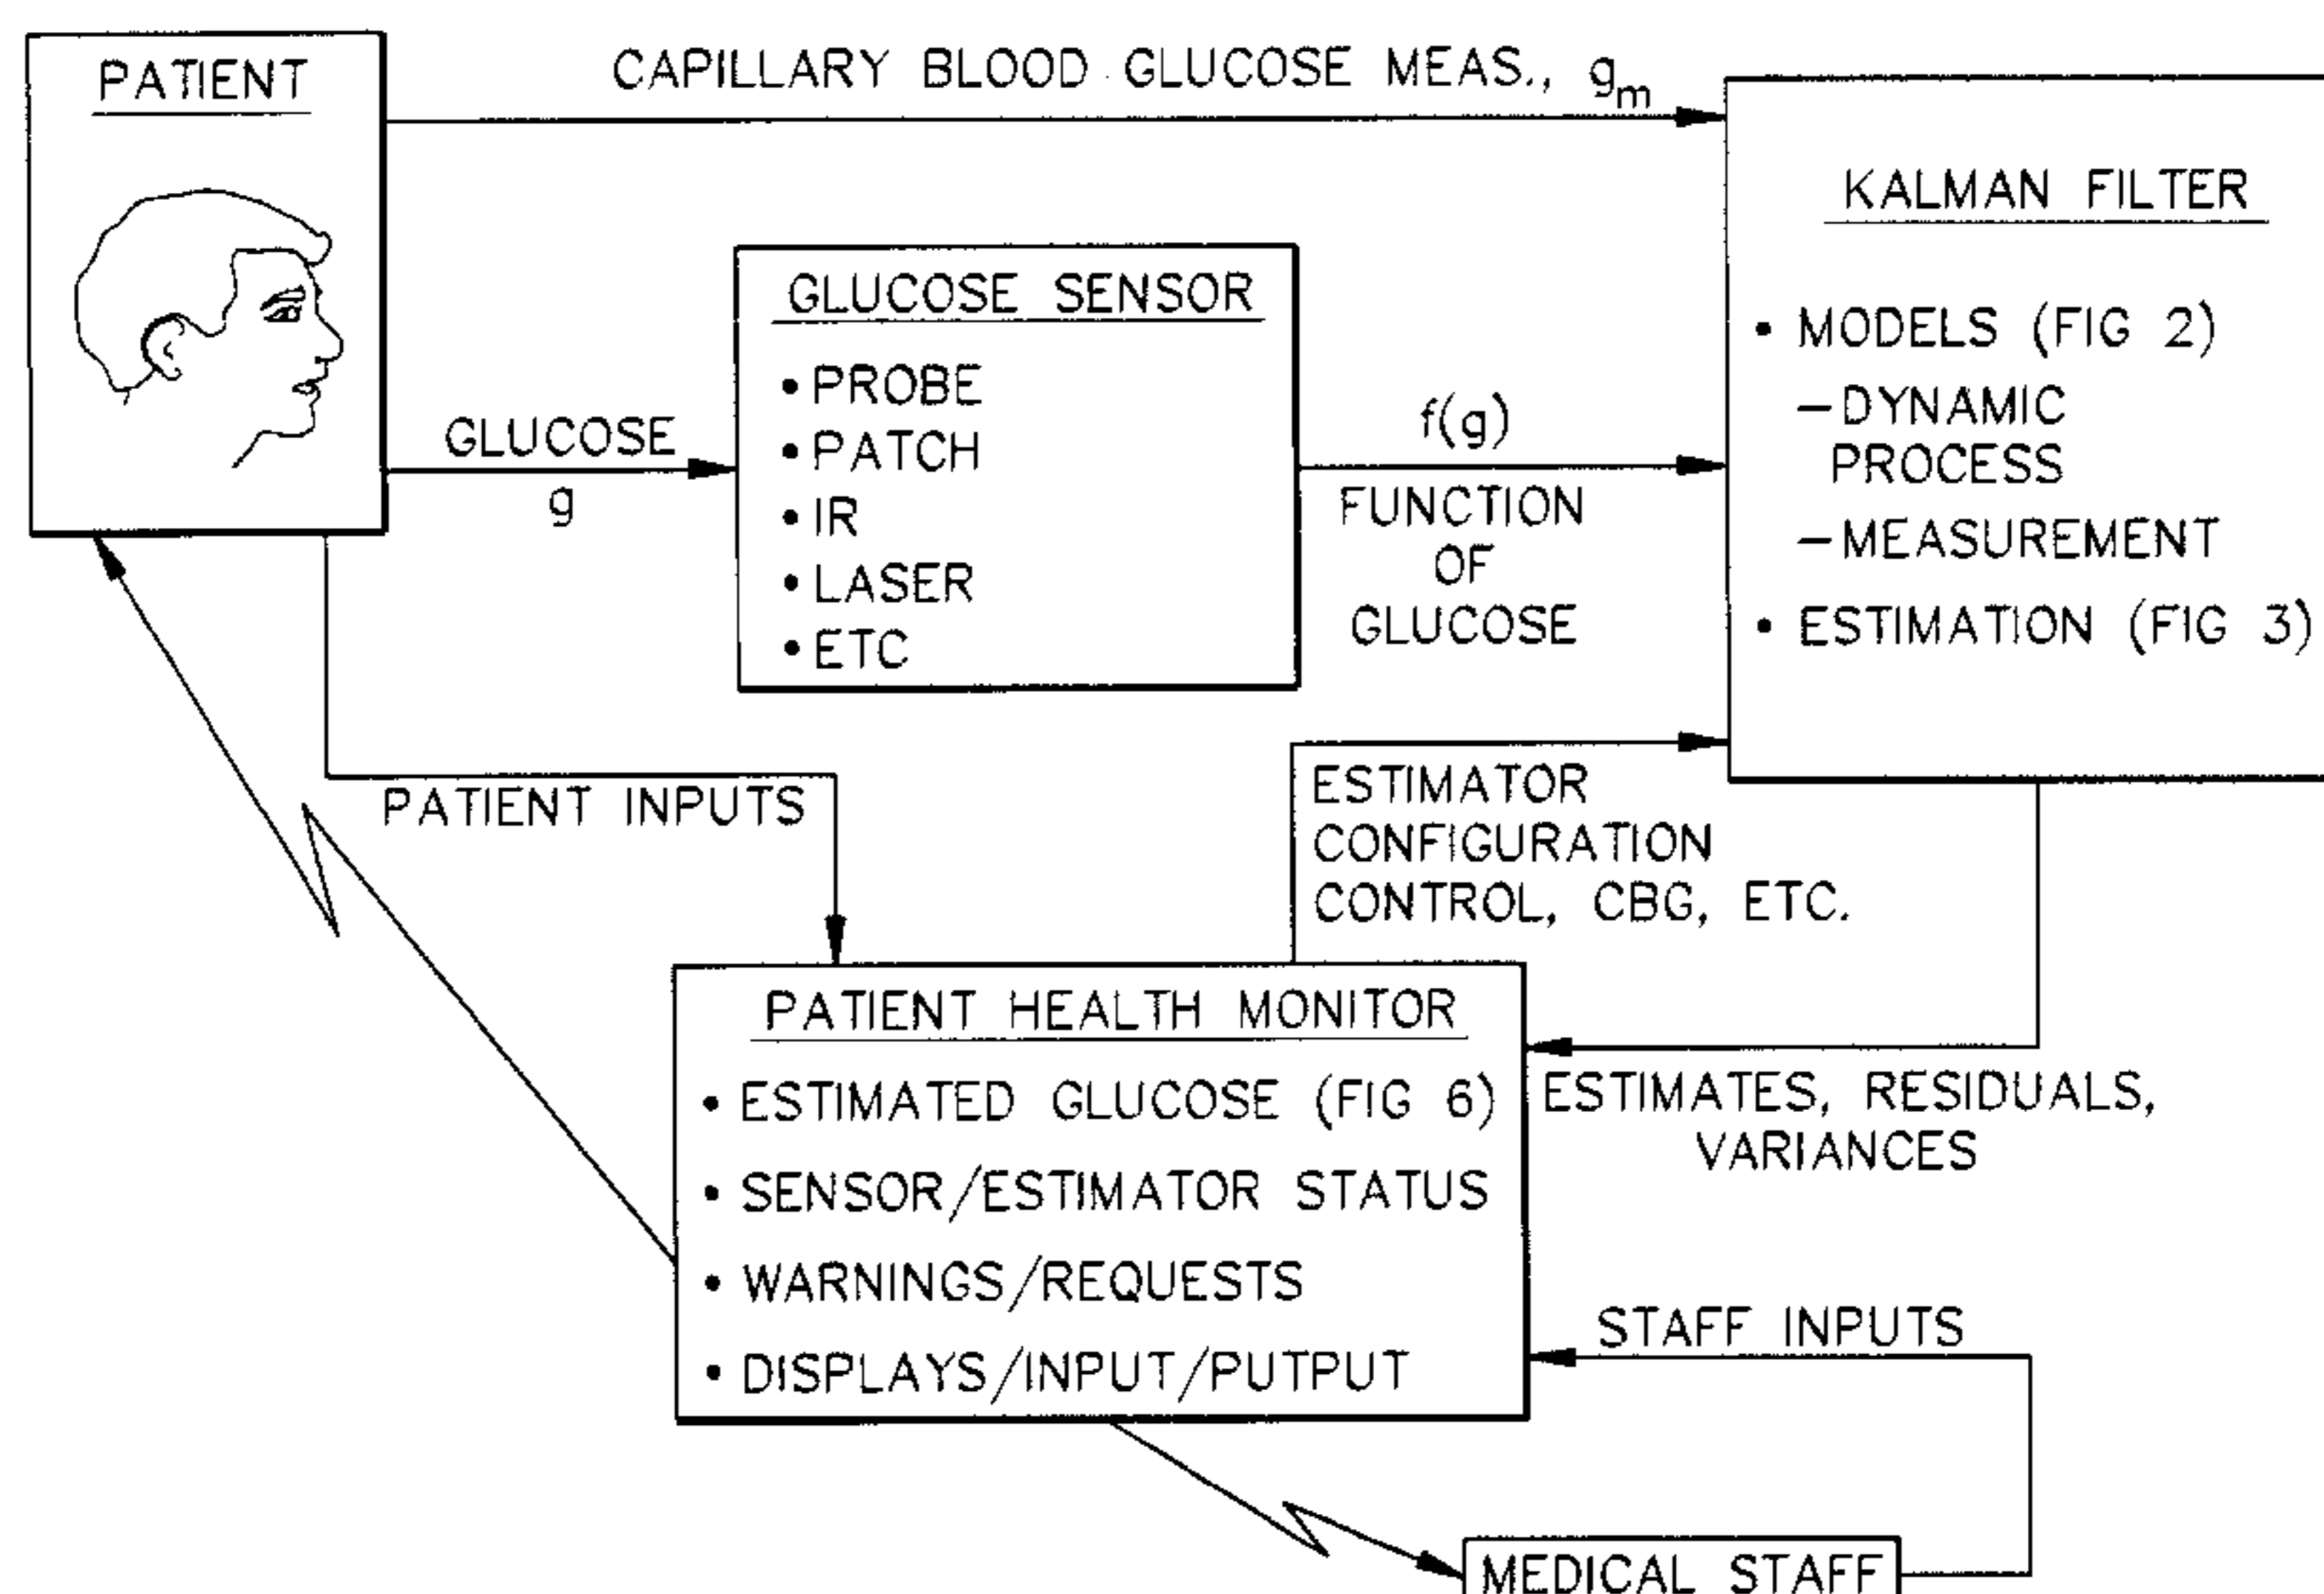 PATIENT
CAPILLARY BLOOD GLUCOSE MEAS., gm
KALMAN FILTER
• MODELS (FIG 2)
–DYNAMIC
PROCESS
–MEASUREMENT
• ESTIMATION (FIG 3)
GLUCOSE SENSOR
• PROBE
• PATCH
• IR
• LASER
• ETC
GLUCOSE
g
f(g)
FUNCTION
OF
GLUCOSE
PATIENT INPUTS
ESTIMATOR
CONFIGURATION
CONTROL, CBG, ETC.
PATIENT HEALTH MONITOR
• ESTIMATED GLUCOSE (FIG 6)
• SENSOR/ESTIMATOR STATUS
• WARNINGS/REQUESTS
• DISPLAYS/INPUT/PUTPUT
ESTIMATES, RESIDUALS,
VARIANCES
STAFF INPUTS
MEDICAL STAFF